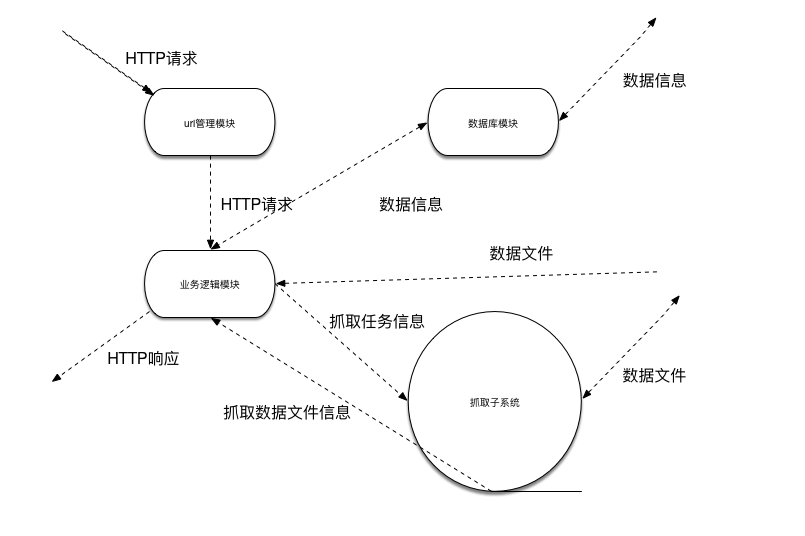 HTTP请求
数据信息
url管理模块
数据库模块
HTTP请求
数据信息
数据文件
业务逻辑模块
抓取任务信息
HTTP响应
数据文件
抓取子系统
抓取数据文件信息